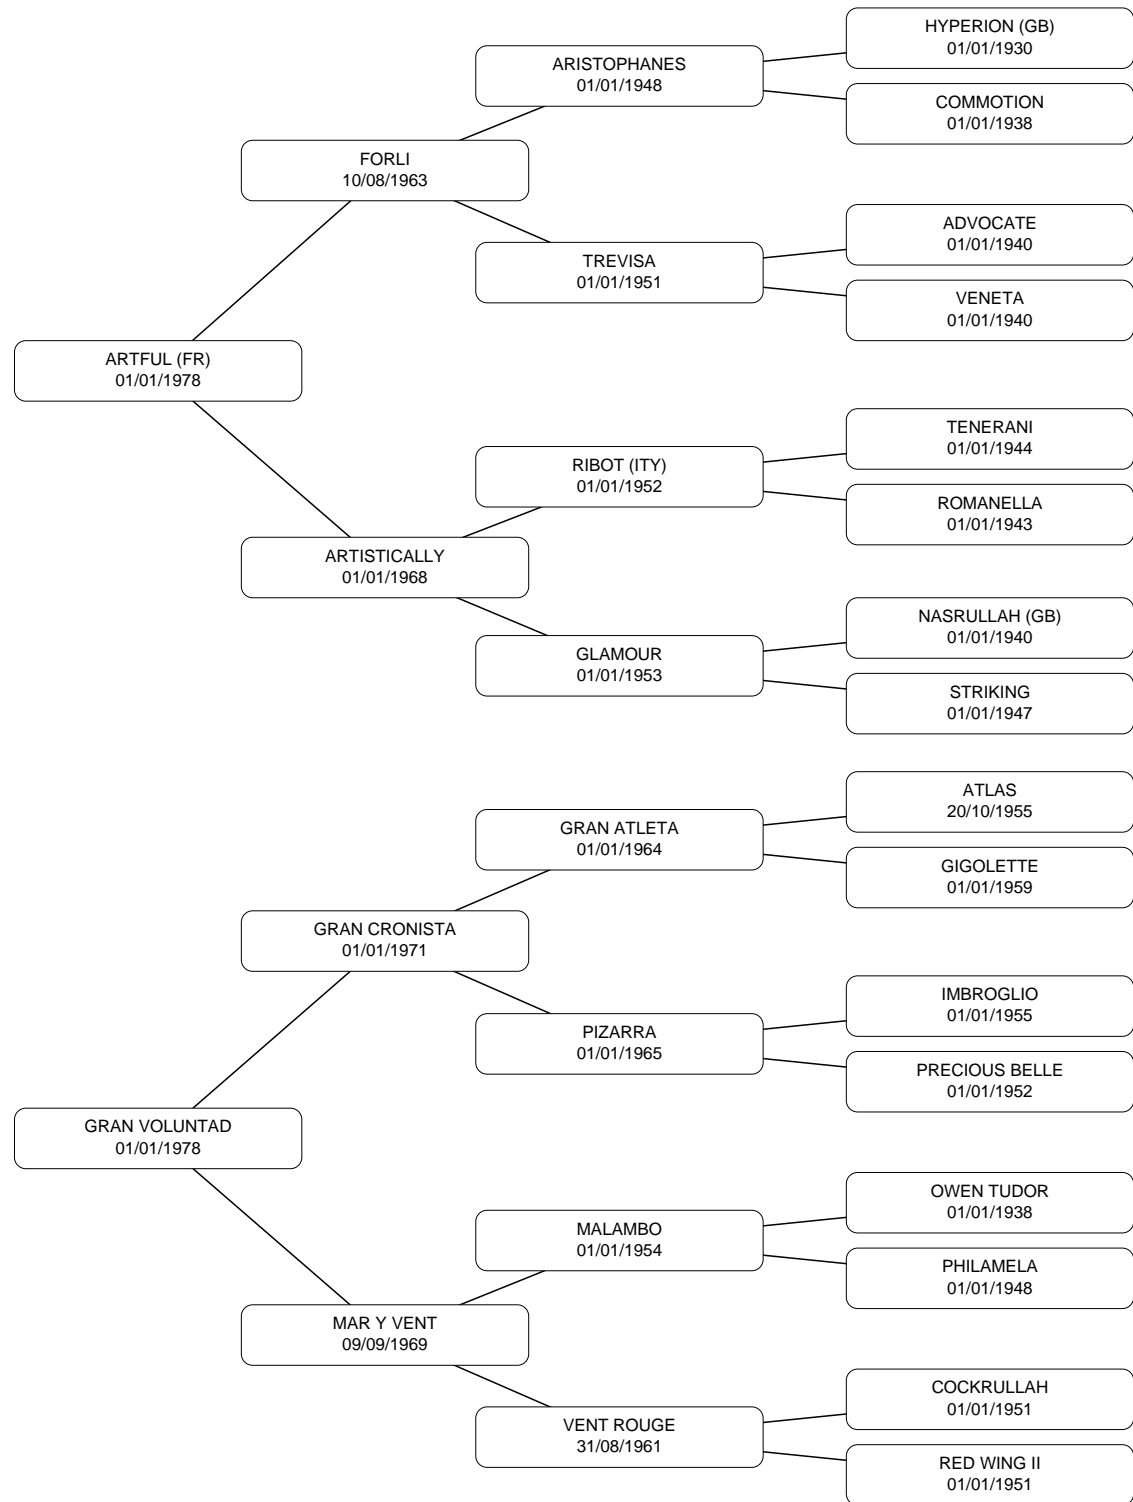 HYPERION (GB)
01/01/1930
ARISTOPHANES
01/01/1948
COMMOTION
01/01/1938
FORLI
10/08/1963
ADVOCATE
01/01/1940
TREVISA
01/01/1951
VENETA
01/01/1940
ARTFUL (FR)
01/01/1978
TENERANI
01/01/1944
RIBOT (ITY)
01/01/1952
ROMANELLA
01/01/1943
ARTISTICALLY
01/01/1968
NASRULLAH (GB)
01/01/1940
GLAMOUR
01/01/1953
STRIKING
01/01/1947
ATLAS
20/10/1955
GRAN ATLETA
01/01/1964
GIGOLETTE
01/01/1959
GRAN CRONISTA
01/01/1971
IMBROGLIO
01/01/1955
PIZARRA
01/01/1965
PRECIOUS BELLE
01/01/1952
GRAN VOLUNTAD
01/01/1978
OWEN TUDOR
01/01/1938
MALAMBO
01/01/1954
PHILAMELA
01/01/1948
MAR Y VENT
09/09/1969
COCKRULLAH
01/01/1951
VENT ROUGE
31/08/1961
RED WING II
01/01/1951